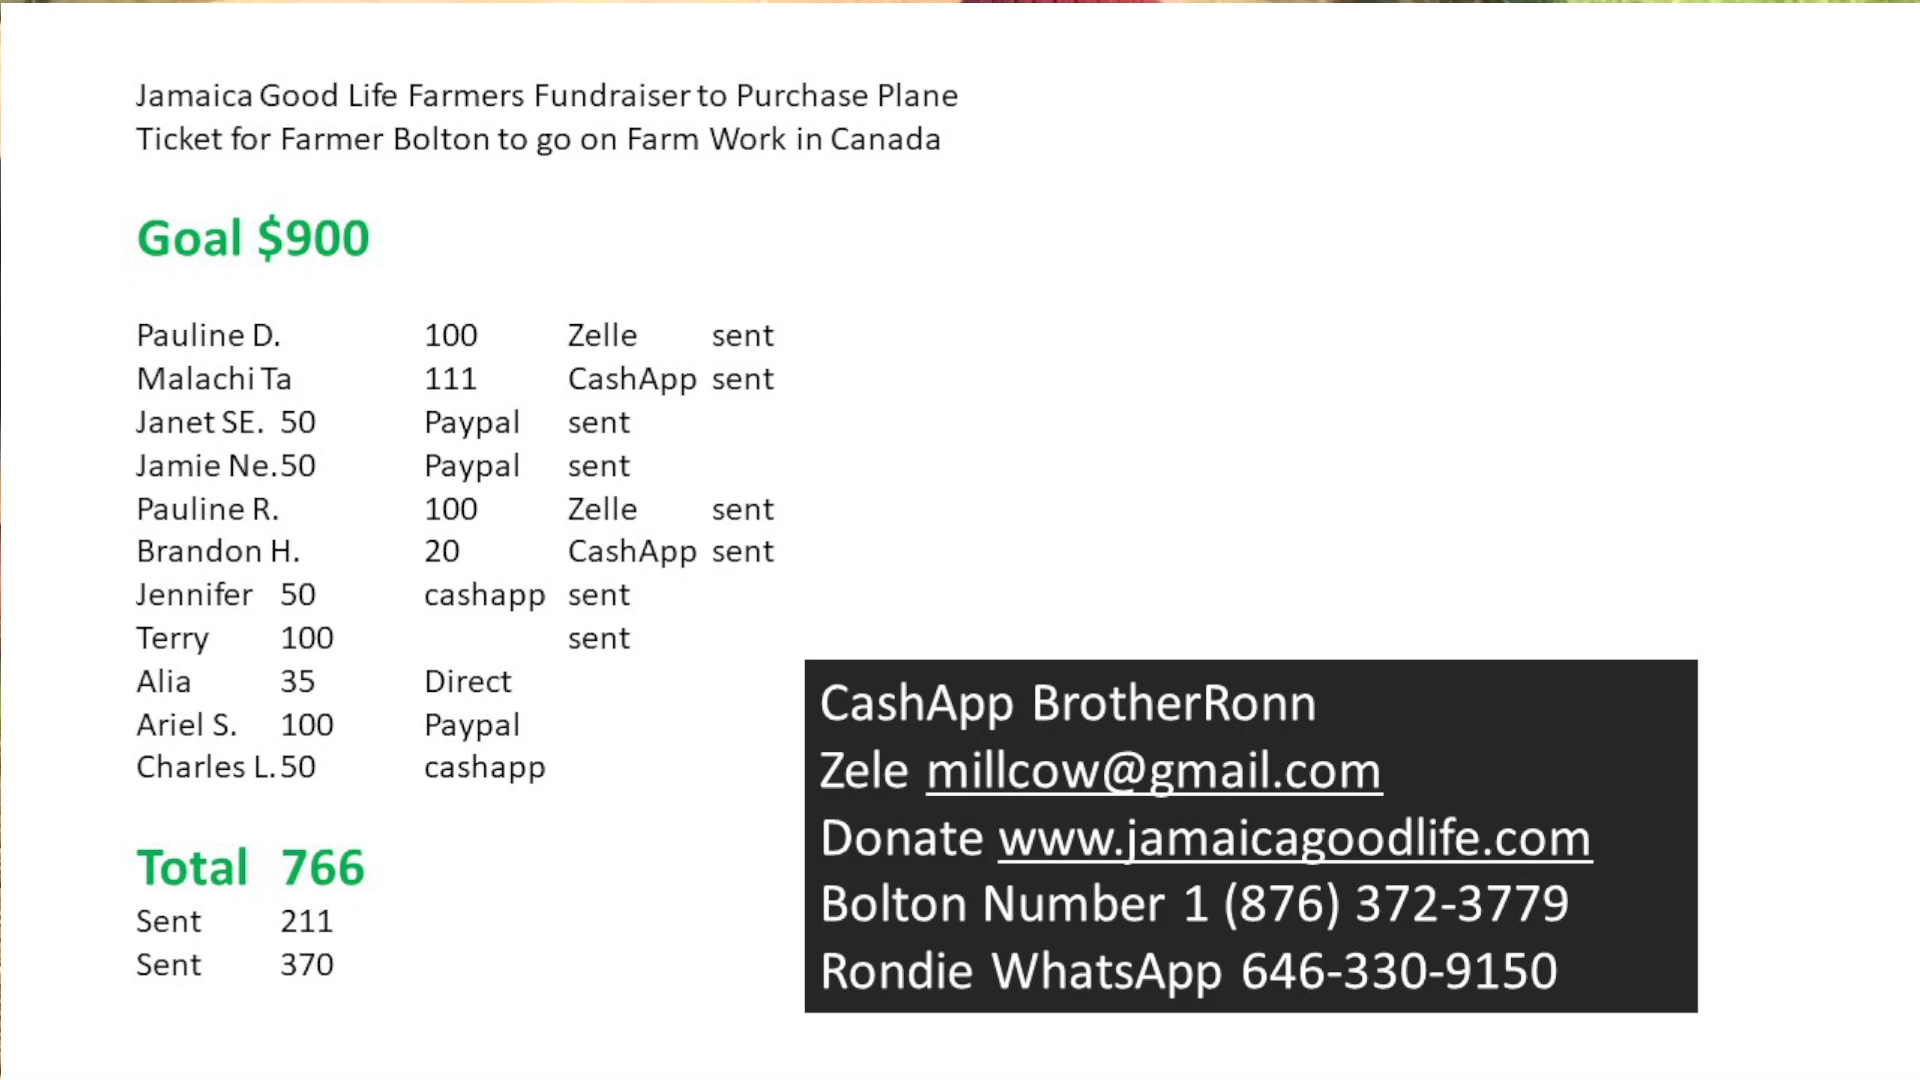 Jamaica Good Life Farmers Fundraiser to Purchase Plane
Ticket for Farmer Bolton to go on Farm Work in Canada
Goal $900
Pauline D. 100 Zelle sent
Malachi Ta 111 CashApp sent
Janet SE. 50 Paypal sent
Jamie Ne. 50 Paypal sent
Pauline R. 100 Zelle sent
Brandon H. 20 CashApp sent
Jennifer 50 cashapp sent
Terry 100 sent
Alia 35 Direct
Ariel S. 100 Paypal
Charles L. 50 cashapp
Total 766
Sent 211
Sent 370
CashApp BrotherRonn
Zele millcow@gmail.com
Donate www.jamaicagoodlife.com
Bolton Number 1 (876) 372-3779
Rondie WhatsApp 646-330-9150